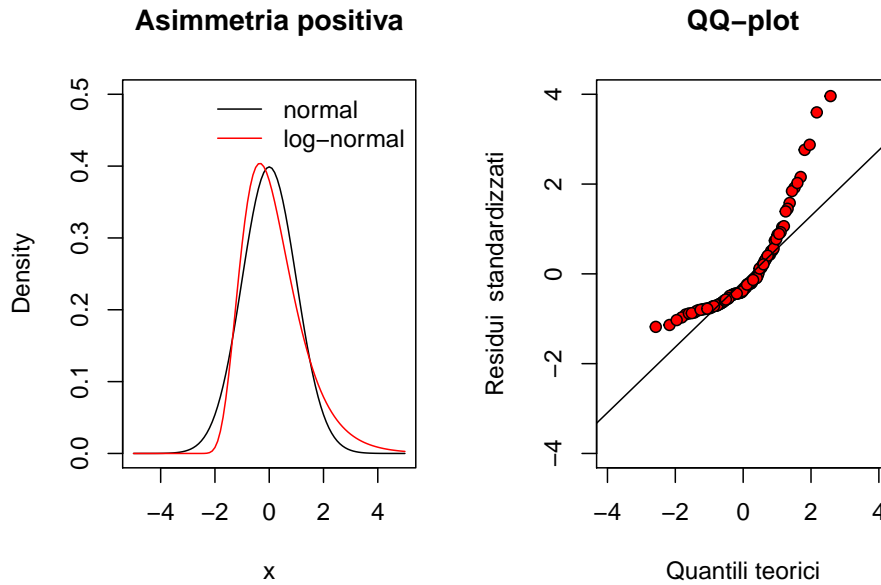 Asimmetria positiva
normal
log−normal
Density
0.0 0.1 0.2 0.3 0.4 0.5
−4 −2 0 2 4
x
QQ−plot
Residui standardizzati
−4 −2 0 2 4
−4 −2 0 2 4
Quantili teorici